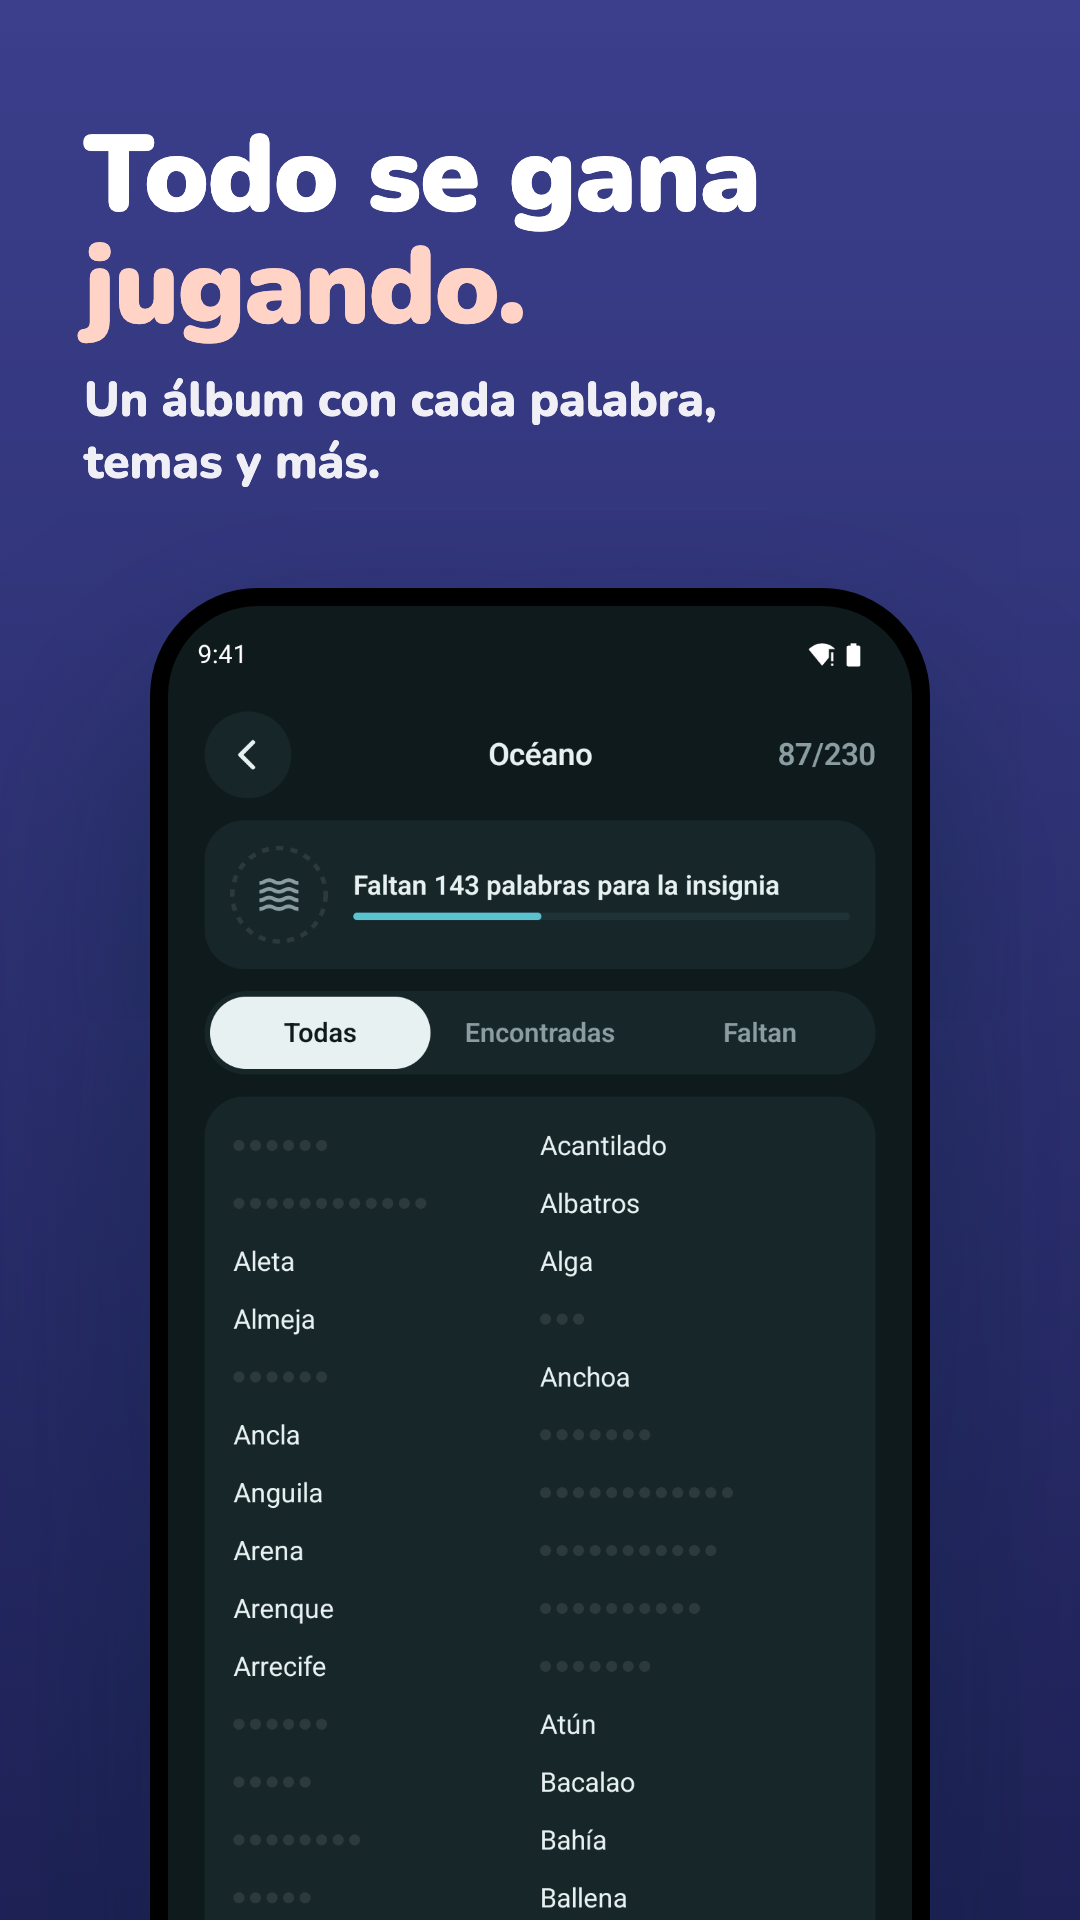 Todo se gana
jugando.
Un álbum con cada palabra,
temas y más.
9:41
Océano 87/230
Faltan 143 palabras para la insignia
Todas Encontradas Faltan
Acantilado
Albatros
Aleta Alga
Almeja
Anchoa
Ancla
Anguila
Arena
Arenque
Arrecife
Atún
Bacalao
Bahía
Ballena